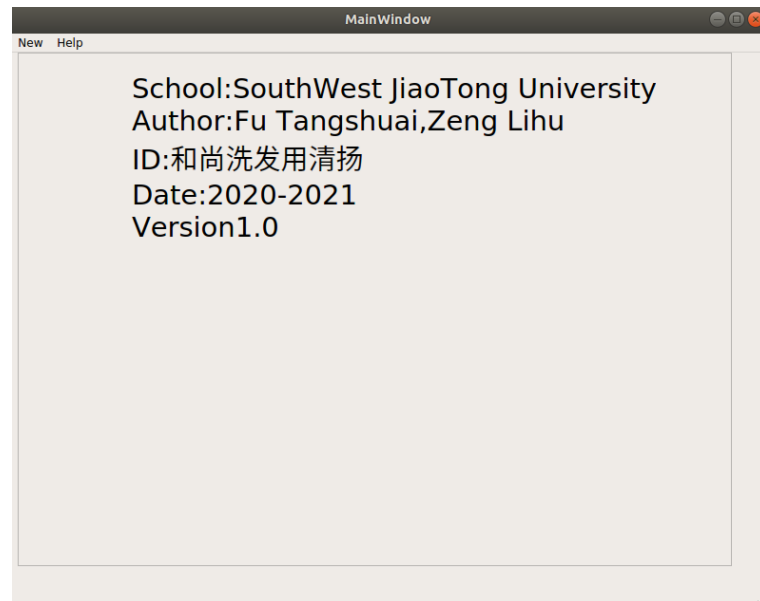 MainWindow
New Help
School:SouthWest JiaoTong University
Author:Fu Tangshuai,Zeng Lihu
ID:和尚洗发用清扬
Date:2020-2021
Version1.0